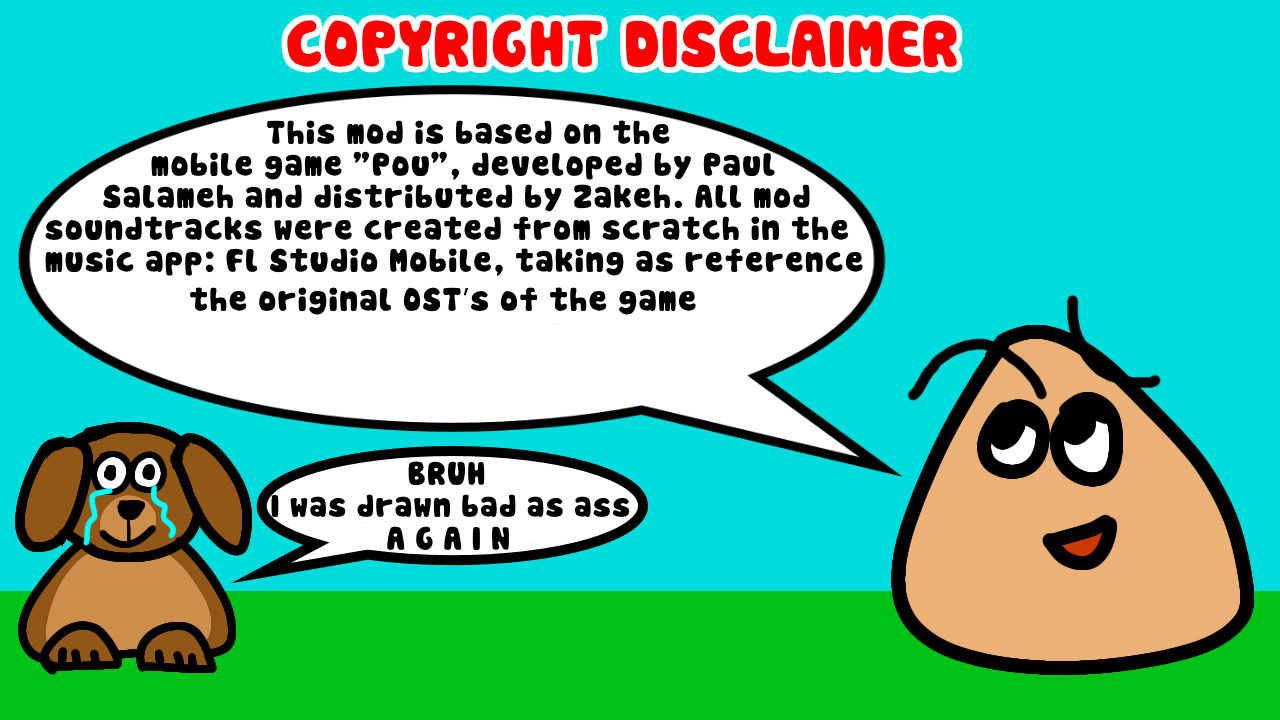 COPYRIGHT DISCLAIMER
This mod is based on the
mobile game "Pou", developed by Paul
Salameh and distributed by Zakeh. All mod
soundtracks were created from scratch in the
music app: Fl Studio Mobile, taking as reference
the original OST's of the game
BRUH
I was drawn bad as ass
A G A I N